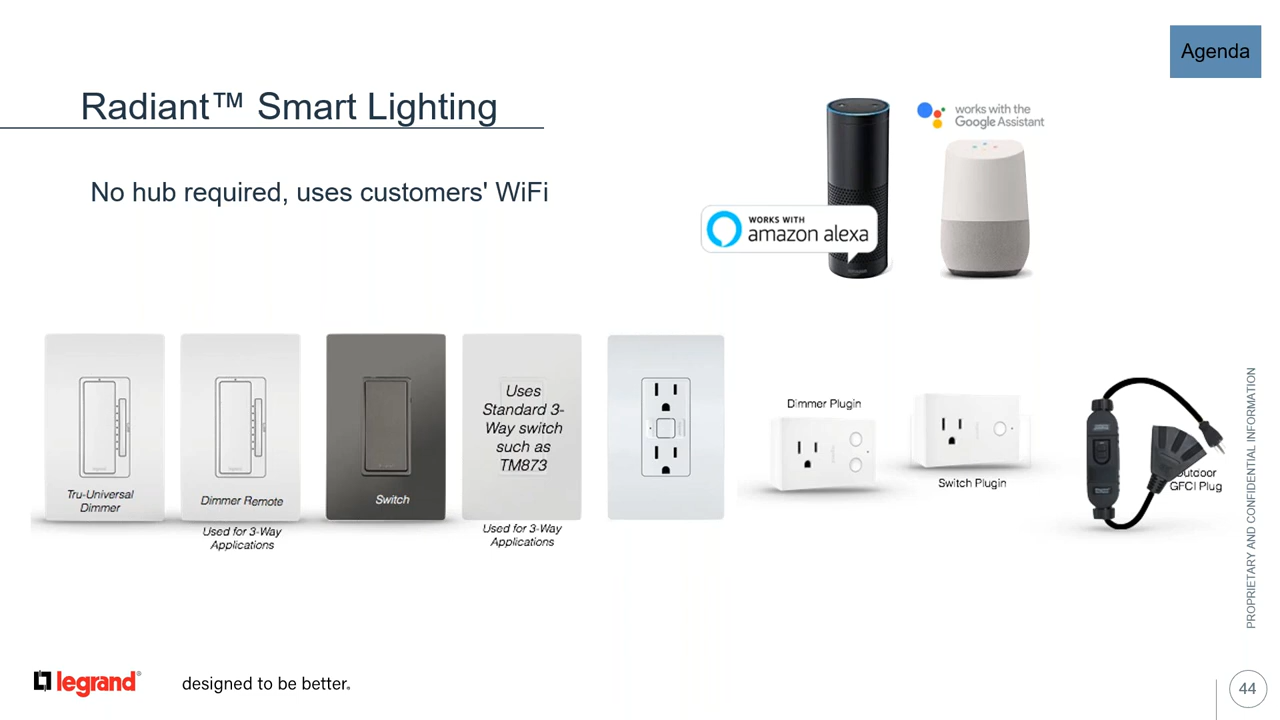 Agenda
Radiant™ Smart Lighting
works with the
Google Assistant
No hub required, uses customers' WiFi
WORKS WITH
amazon alexa
Uses
Standard 3-
Way switch
such as
TM873
Tru-Universal
Dimmer
Dimmer Remote
Used for 3-Way
Applications
Switch
Used for 3-Way
Applications
Dimmer Plugin
Switch Plugin
GFCI Plug
PROPRIETARY AND CONFIDENTIAL INFORMATION
legrand®
designed to be better.
44